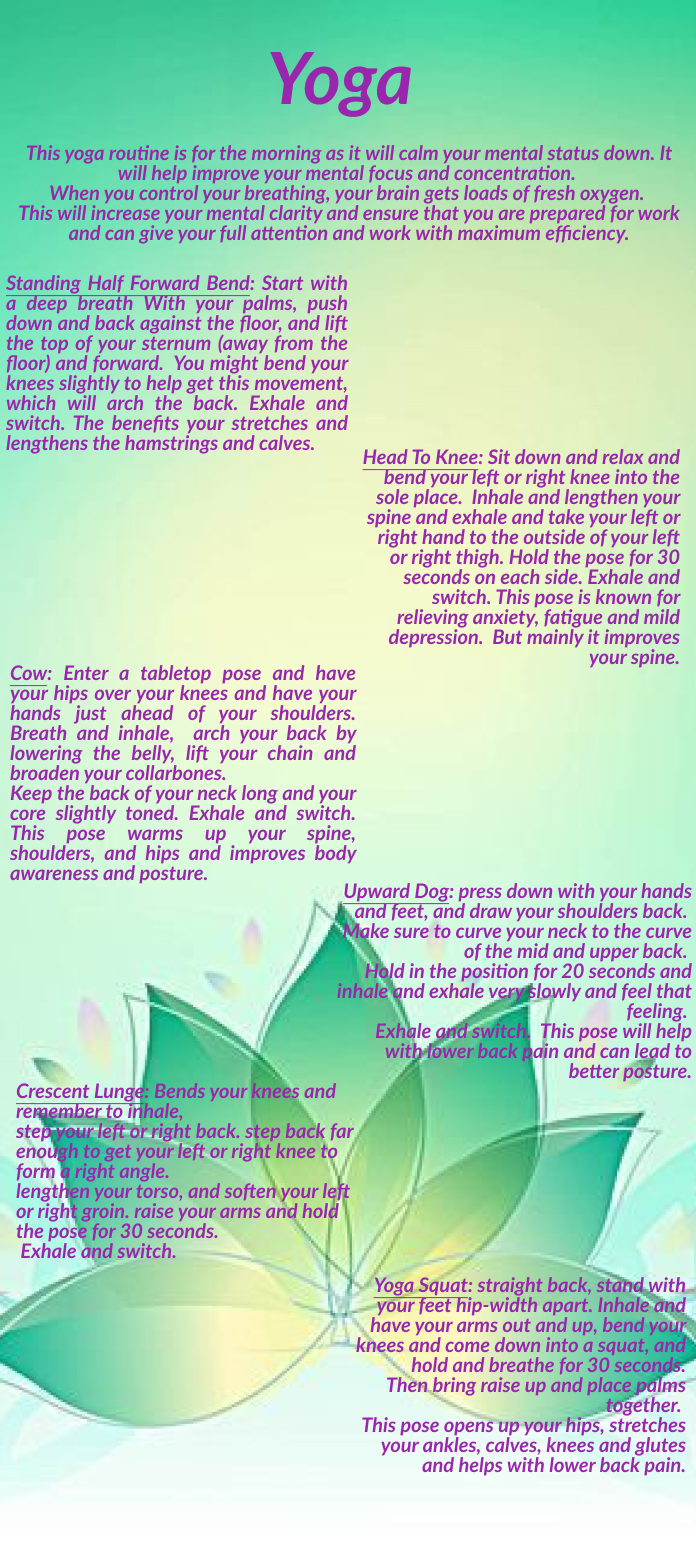 Yoga
This yoga routine is for the morning as it will calm your mental status down. It
will help improve your mental focus and concentration.
When you control your breathing, your brain gets loads of fresh oxygen.
This will increase your mental clarity and ensure that you are prepared for work
and can give your full attention and work with maximum efficiency.
Standing Half Forward Bend: Start with
a deep breath With your palms, push
down and back against the floor, and lift
the top of your sternum (away from the
floor) and forward. You might bend your
knees slightly to help get this movement,
which will arch the back. Exhale and
switch. The benefits your stretches and
lengthens the hamstrings and calves.
Head To Knee: Sit down and relax and
bend your left or right knee into the
sole place. Inhale and lengthen your
spine and exhale and take your left or
right hand to the outside of your left
or right thigh. Hold the pose for 30
seconds on each side. Exhale and
switch. This pose is known for
relieving anxiety, fatigue and mild
depression. But mainly it improves
your spine.
Cow: Enter a tabletop pose and have
your hips over your knees and have your
hands just ahead of your shoulders.
Breath and inhale, arch your back by
lowering the belly, lift your chain and
broaden your collarbones.
Keep the back of your neck long and your
core slightly toned. Exhale and switch.
This pose warms up your spine,
shoulders, and hips and improves body
awareness and posture.
Upward Dog: press down with your hands
and feet, and draw your shoulders back.
Make sure to curve your neck to the curve
of the mid and upper back.
Hold in the position for 20 seconds and
inhale and exhale very slowly and feel that
feeling.
Exhale and switch. This pose will help
with lower back pain and can lead to
better posture.
Crescent Lunge: Bends your knees and
remember to inhale,
step your left or right back. step back far
enough to get your left or right knee to
form a right angle.
lengthen your torso, and soften your left
or right groin. raise your arms and hold
the pose for 30 seconds.
Exhale and switch.
Yoga Squat: straight back, stand with
your feet hip-width apart. Inhale and
have your arms out and up, bend your
knees and come down into a squat, and
hold and breathe for 30 seconds.
Then bring raise up and place palms
together.
This pose opens up your hips, stretches
your ankles, calves, knees and glutes
and helps with lower back pain.